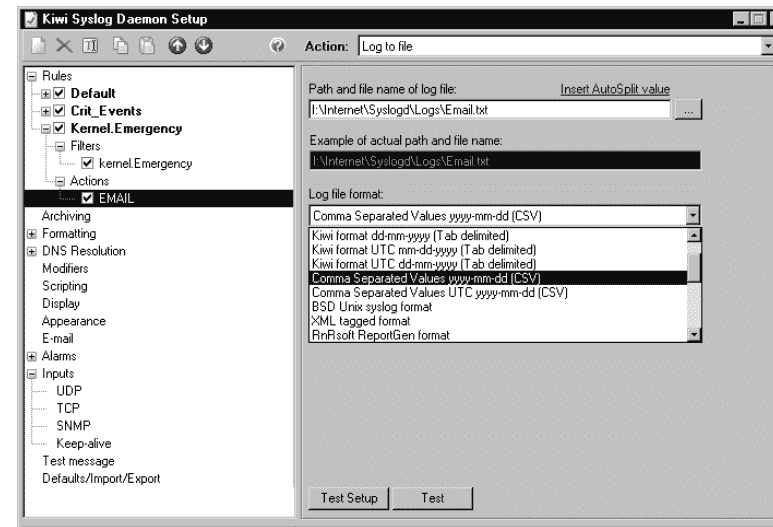 Kiwi Syslog Daemon Setup
Action: Log to file
Rules
Default
Crit_Events
Kernel.Emergency
Filters
kernel.Emergency
Actions
EMAIL
Archiving
Formatting
DNS Resolution
Modifiers
Scripting
Display
Appearance
E-mail
Alarms
Inputs
UDP
TCP
SNMP
Keep-alive
Test message
Defaults/Import/Export
Path and file name of log file: Insert AutoSplit value
I:\Internet\Syslogd\Logs\Email.txt ...
Example of actual path and file name:
I:\Internet\Syslogd\Logs\Email.txt
Log file format:
Comma Separated Values yyyy-mm-dd (CSV)
Kiwi format dd-mm-yyyy (Tab delimited)
Kiwi format UTC mm-dd-yyyy (Tab delimited)
Kiwi format UTC dd-mm-yyyy (Tab delimited)
Comma Separated Values yyyy-mm-dd (CSV)
Comma Separated Values UTC yyyy-mm-dd (CSV)
BSD Unix syslog format
XML tagged format
RnRsoft ReportGen format
Test Setup Test